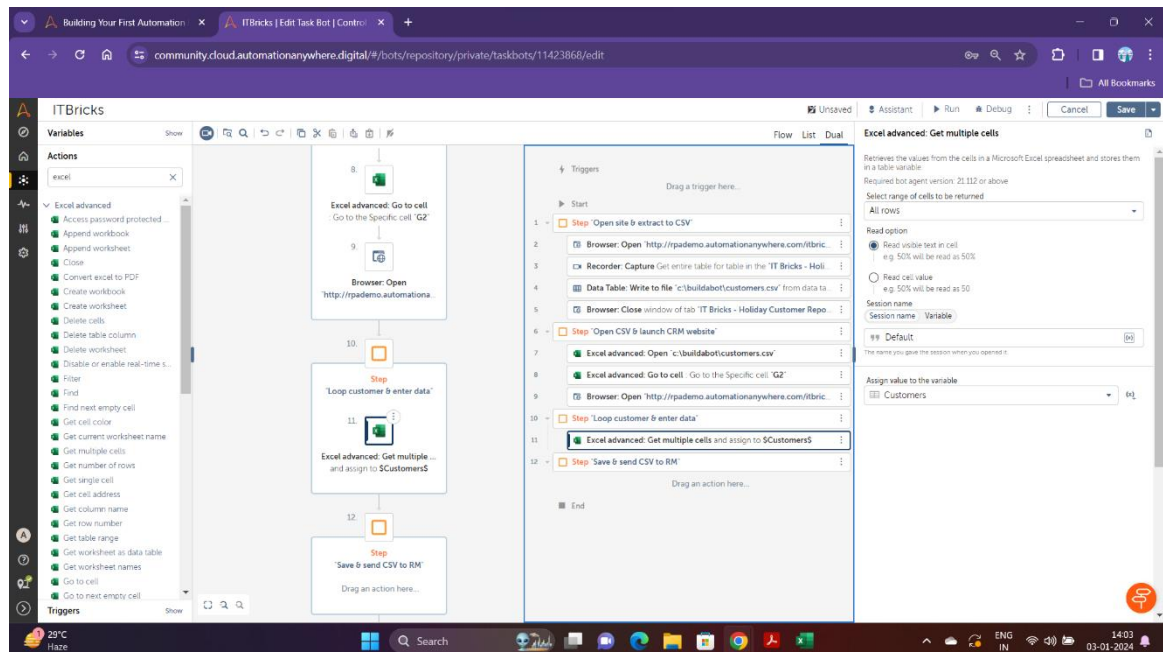 Building Your First Automation
ITBricks | Edit Task Bot | Control
community.cloud.automationanywhere.digital/#/bots/repository/private/taskbots/11423868/edit
All Bookmarks
ITBricks
Unsaved
Assistant
Run
Debug
Cancel
Save
Variables
Show
Flow List Dual
Actions
excel
Excel advanced
Access password protected ...
Append workbook
Append worksheet
Close
Convert excel to PDF
Create workbook
Create worksheet
Delete cells
Delete table column
Delete worksheet
Disable or enable real-time s...
Filter
Find
Find next empty cell
Get cell color
Get current worksheet name
Get multiple cells
Get number of rows
Get single cell
Get cell address
Get column name
Get row number
Get table range
Get worksheet as data table
Get worksheet names
Go to cell
Go to next empty cell
Triggers
Show
8.
Excel advanced: Go to cell
: Go to the Specific cell "G2"
9.
Browser: Open
"http://rpademo.automationa...
10.
Step
"Loop customer & enter data"
11.
Excel advanced: Get multiple ...
and assign to $Customers$
12.
Step
"Save & send CSV to RM"
Drag an action here...
Triggers
Drag a trigger here...
Start
1 Step "Open site & extract to CSV"
2 Browser: Open "http://rpademo.automationanywhere.com/itbric...
3 Recorder: Capture Get entire table for table in the "IT Bricks - Holi...
4 Data Table: Write to file "c:\buildabot\customers.csv" from data ta...
5 Browser: Close window of tab "IT Bricks - Holiday Customer Repo...
6 Step "Open CSV & launch CRM website"
7 Excel advanced: Open "c:\buildabot\customers.csv"
8 Excel advanced: Go to cell : Go to the Specific cell "G2"
9 Browser: Open "http://rpademo.automationanywhere.com/itbric...
10 Step "Loop customer & enter data"
11 Excel advanced: Get multiple cells and assign to $Customers$
12 Step "Save & send CSV to RM"
Drag an action here...
End
Excel advanced: Get multiple cells
Retrieves the values from the cells in a Microsoft Excel spreadsheet and stores them
in a table variable
Required bot agent version: 21.112 or above
Select range of cells to be returned
All rows
Read option
Read visible text in cell
e.g. 50% will be read as 50%
Read cell value
e.g. 50% will be read as 50
Session name
Session name Variable
Default
The name you gave the session when you opened it.
Assign value to the variable
Customers
A
1
29°C
Haze
Search
ENG
IN
14:03
03-01-2024